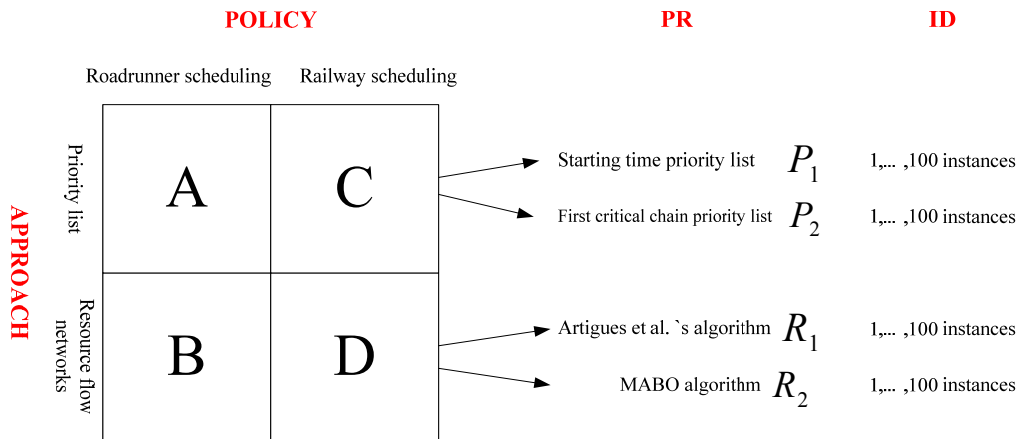 POLICY PR ID
Roadrunner scheduling Railway scheduling
APPROACH
Priority list
A C
Starting time priority list P1 1,... ,100 instances
First critical chain priority list P2 1,... ,100 instances
Resource flow
networks
B D
Artigues et al. `s algorithm R1 1,... ,100 instances
MABO algorithm R2 1,... ,100 instances